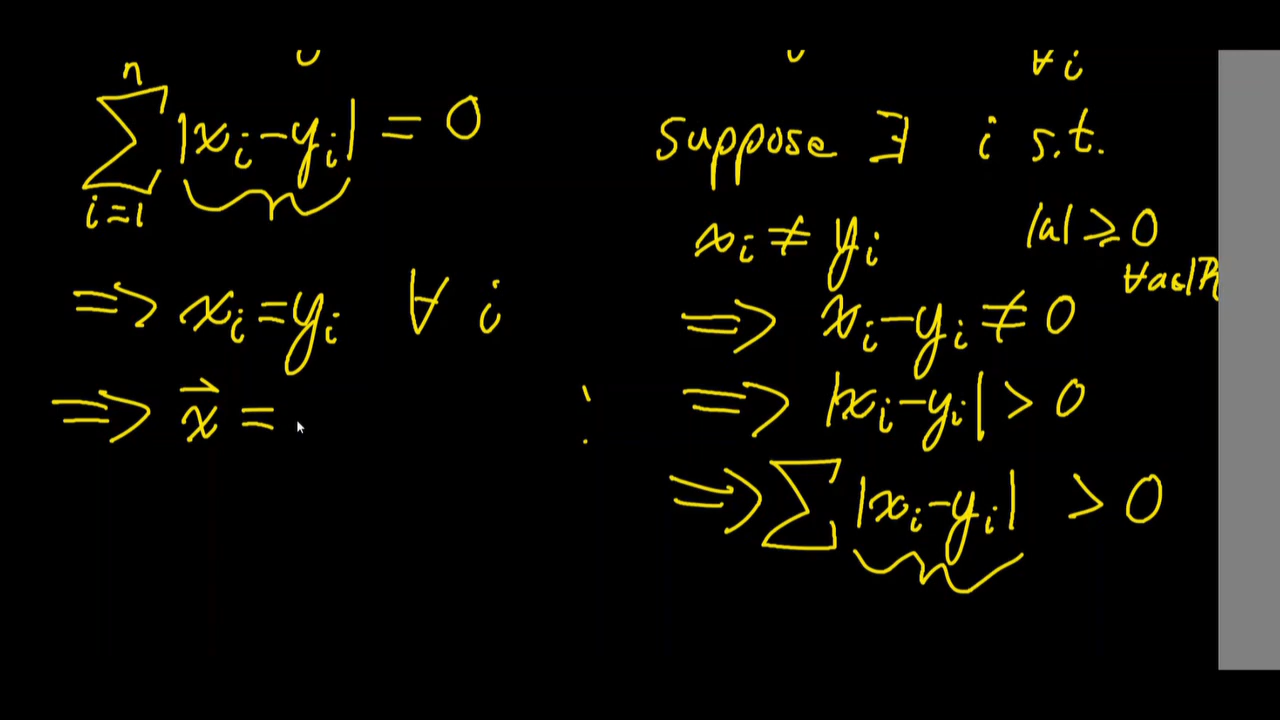 n
∑ |xᵢ-yᵢ| = 0
i=1
⇒ xᵢ=yᵢ ∀ i
⇒ x⃗ =
∀ i
suppose ∃ i s.t.
xᵢ ≠ yᵢ
|a| ≥ 0
∀a∈ℝ
⇒ xᵢ-yᵢ ≠ 0
⇒ |xᵢ-yᵢ| > 0
⇒ ∑ |xᵢ-yᵢ| > 0